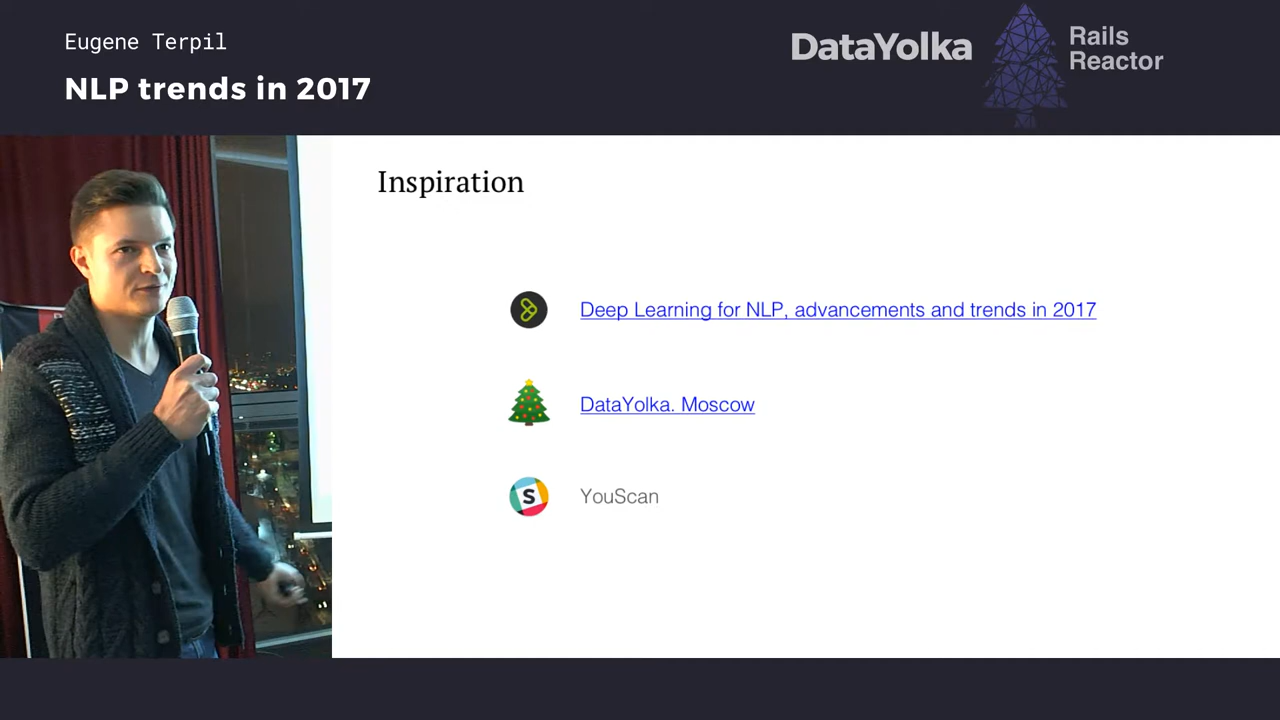 Eugene Terpil
NLP trends in 2017
DataYolka
Rails
Reactor
Inspiration
Deep Learning for NLP, advancements and trends in 2017
DataYolka. Moscow
S
YouScan